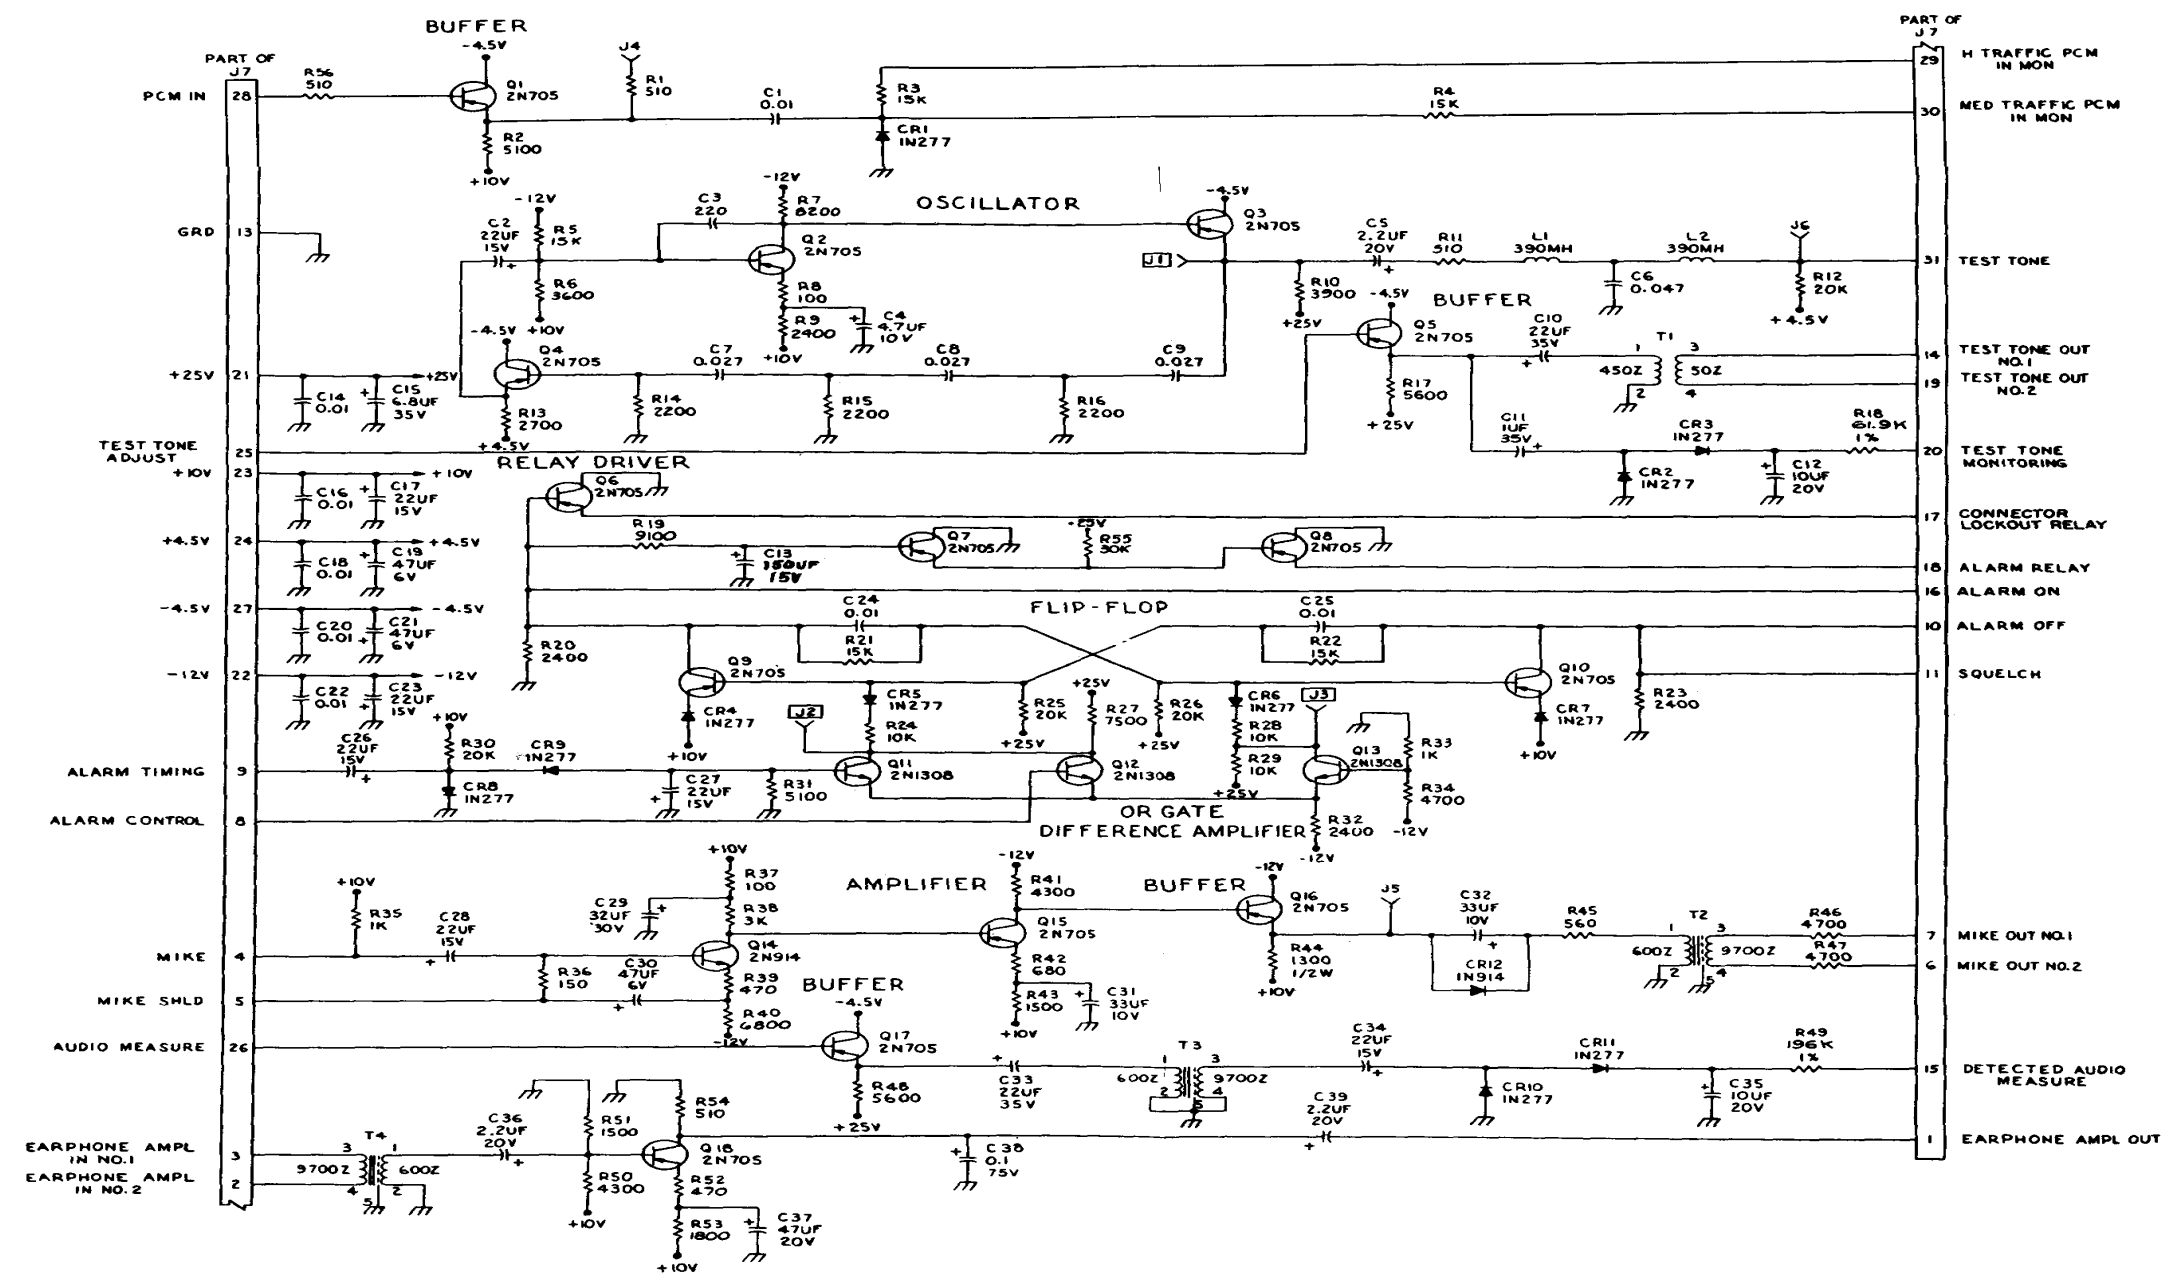 BUFFER
-4.5V
PART OF
J7
R56
510
Q1
2N705
J4
R1
510
PCM IN
28
R2
5100
+10V
C1
0.01
R3
15K
CR1
1N277
R4
15K
PART OF
J7
29
H TRAFFIC PCM
IN MON
30
MED TRAFFIC PCM
IN MON
GRD
13
-12V
C2
22UF
15V
+
R5
15K
R6
3600
+10V
C3
220
-12V
R7
8200
Q2
2N705
R8
100
R9
2400
+10V
+
C4
4.7UF
10V
OSCILLATOR
-4.5V
Q3
2N705
J1
R10
3900
+25V
C5
2.2UF
20V
+
R11
510
L1
390MH
C6
0.047
L2
390MH
J6
R12
20K
+4.5V
31
TEST TONE
+25V
21
+25V
C14
0.01
+
C15
6.8UF
35V
-4.5V
Q4
2N705
R13
2700
+4.5V
R14
2200
C7
0.027
R15
2200
C8
0.027
R16
2200
C9
0.027
BUFFER
-4.5V
Q5
2N705
R17
5600
+25V
C10
22UF
35V
+
T1
1
3
450Z
50Z
2
4
14
TEST TONE OUT
NO.1
19
TEST TONE OUT
NO.2
TEST TONE
ADJUST
25
C11
1UF
35V
+
CR2
1N277
CR3
1N277
+
C12
10UF
20V
R18
61.9K
1%
20
TEST TONE
MONITORING
+10V
23
+10V
C16
0.01
+
C17
22UF
15V
RELAY DRIVER
Q6
2N705
17
CONNECTOR
LOCKOUT RELAY
+4.5V
24
+4.5V
C18
0.01
+
C19
47UF
6V
R19
9100
+
C13
150UF
15V
Q7
2N705
+25V
R55
30K
Q8
2N705
18
ALARM RELAY
16
ALARM ON
-4.5V
27
-4.5V
C20
0.01
+
C21
47UF
6V
R20
2400
C24
0.01
R21
15K
FLIP-FLOP
C25
0.01
R22
15K
10
ALARM OFF
-12V
22
-12V
C22
0.01
+
C23
22UF
15V
Q9
2N705
CR4
1N277
+10V
CR5
1N277
R24
10K
J2
R25
20K
+25V
+25V
R27
7500
R26
20K
+25V
CR6
1N277
R28
10K
R29
10K
+25V
J3
Q10
2N705
CR7
1N277
+10V
R23
2400
11
SQUELCH
ALARM TIMING
9
C26
22UF
15V
+
+10V
R30
20K
CR8
1N277
CR9
1N277
+
C27
22UF
15V
R31
5100
Q11
2N1308
Q12
2N1308
Q13
2N1308
R33
1K
R34
4700
-12V
R32
2400
-12V
ALARM CONTROL
8
OR GATE
DIFFERENCE AMPLIFIER
+10V
R35
1K
C28
22UF
15V
+
MIKE
4
R36
150
+10V
R37
100
C29
32UF
30V
+
R38
3K
Q14
2N914
R39
470
R40
6800
-12V
C30
47UF
6V
+
MIKE SHLD
5
AMPLIFIER
-12V
R41
4300
Q15
2N705
R42
680
R43
1500
+10V
+
C31
33UF
10V
BUFFER
-12V
Q16
2N705
R44
1300
1/2W
+10V
J5
C32
33UF
10V
+
CR12
1N914
R45
560
T2
1
3
600Z
9700Z
2
4
5
R46
4700
R47
4700
7
MIKE OUT NO.1
6
MIKE OUT NO.2
AUDIO MEASURE
26
BUFFER
-4.5V
Q17
2N705
R48
5600
+25V
+
C33
22UF
35V
T3
1
3
600Z
9700Z
2
4
5
C34
22UF
15V
+
CR10
1N277
CR11
1N277
+
C35
10UF
20V
R49
196K
1%
15
DETECTED AUDIO
MEASURE
EARPHONE AMPL
IN NO.1
3
EARPHONE AMPL
IN NO.2
2
T4
3
1
9700Z
600Z
4
2
5
C36
2.2UF
20V
+
R51
1500
R50
4300
+10V
R54
510
Q18
2N705
R52
470
R53
1800
+10V
+
C37
47UF
20V
+
C38
0.1
75V
C39
2.2UF
20V
+
1
EARPHONE AMPL OUT